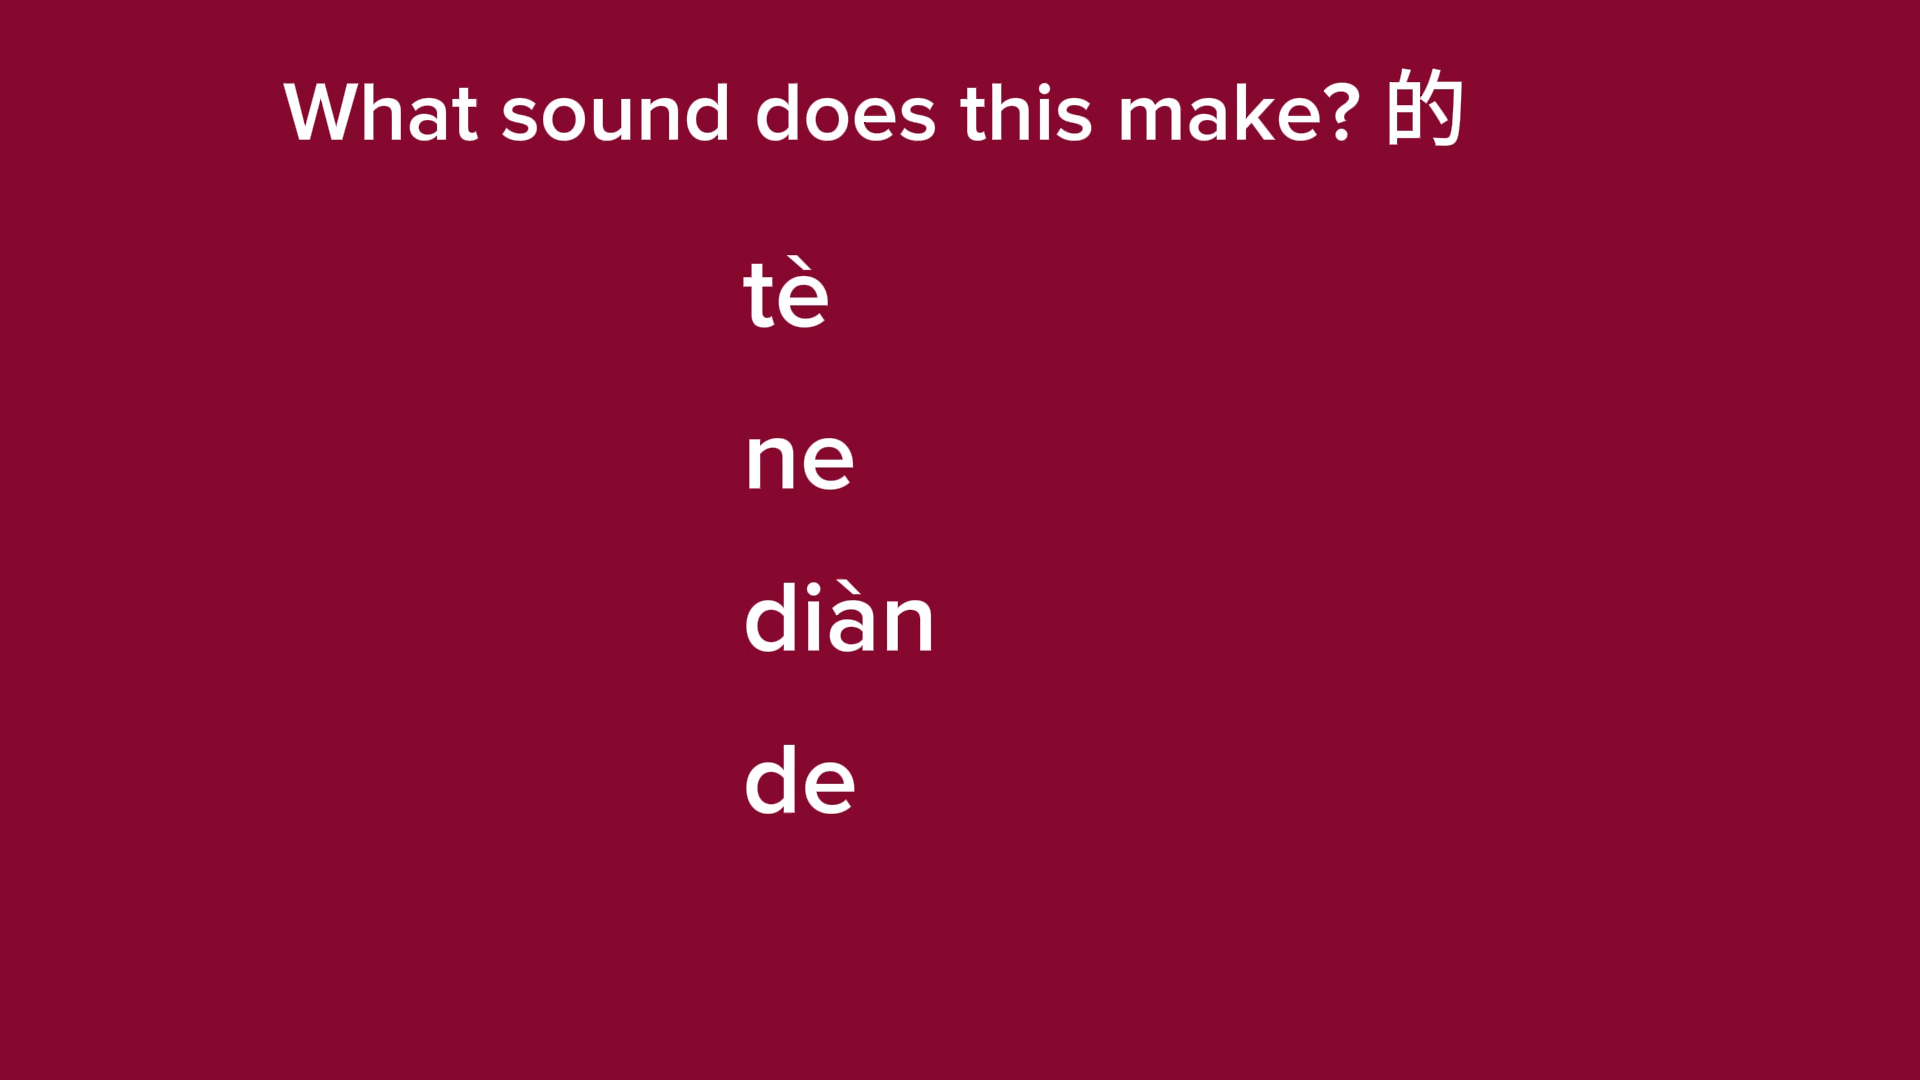 What sound does this make? 的
tè
ne
diàn
de